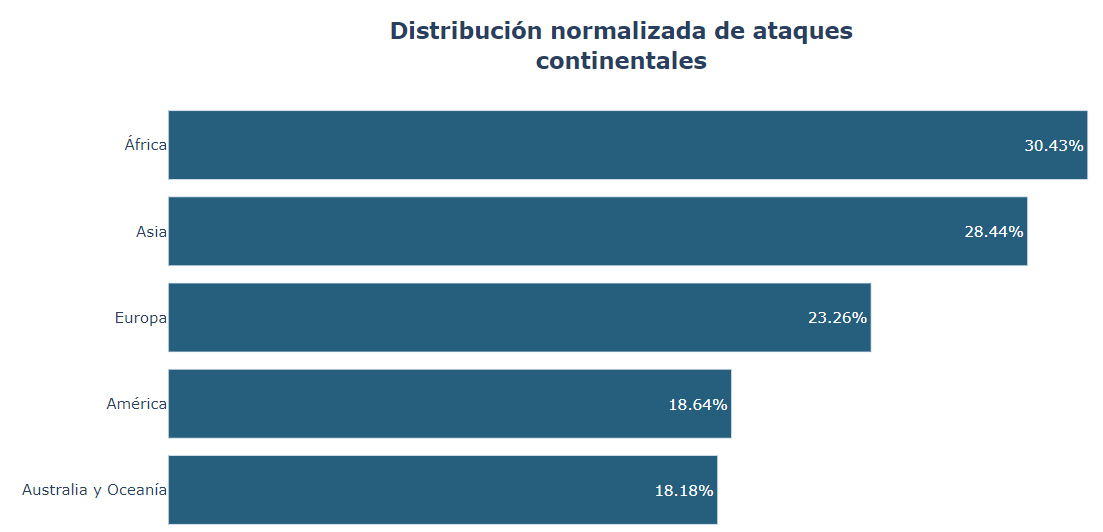 Distribución normalizada de ataques
continentales
África 30.43%
Asia 28.44%
Europa 23.26%
América 18.64%
Australia y Oceanía 18.18%